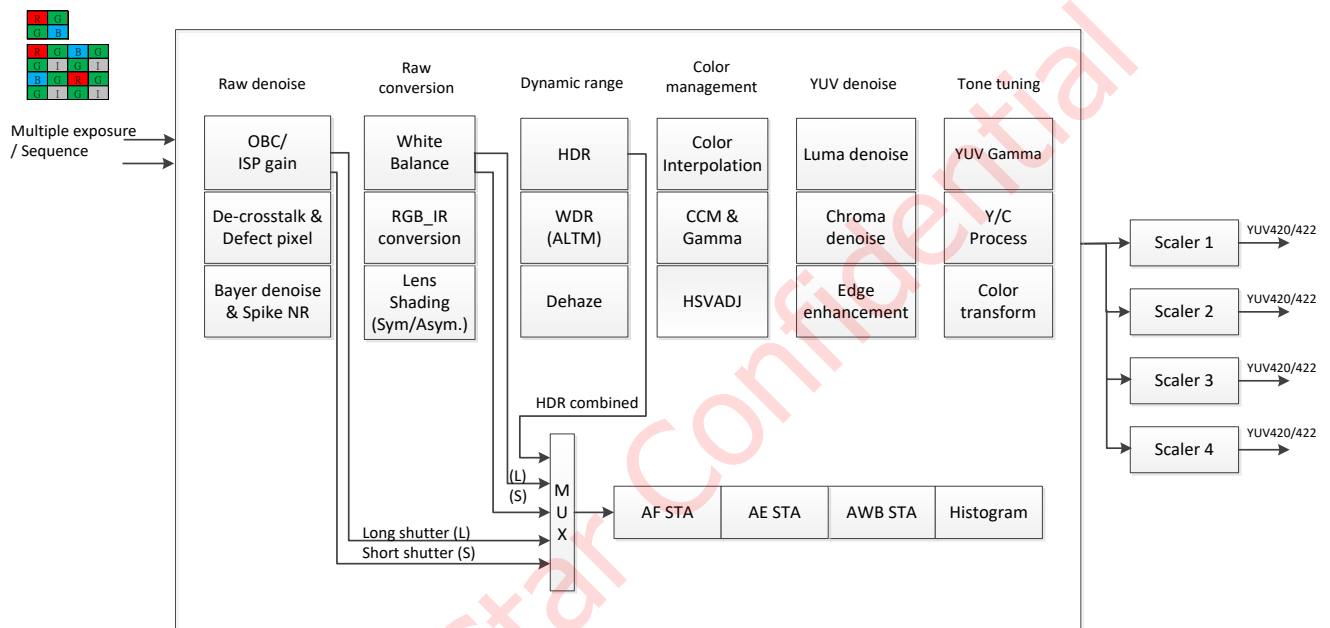 R G
G B
R G B G
G I G I
B G R G
G I G I
Multiple exposure
/ Sequence
Raw denoise
Raw
conversion
Dynamic range
Color
management
YUV denoise
Tone tuning
OBC/
ISP gain
White
Balance
HDR
Color
Interpolation
Luma denoise
YUV Gamma
De-crosstalk &
Defect pixel
RGB_IR
conversion
WDR
(ALTM)
CCM &
Gamma
Chroma
denoise
Y/C
Process
Bayer denoise
& Spike NR
Lens
Shading
(Sym/Asym.)
Dehaze
HSVADJ
Edge
enhancement
Color
transform
Scaler 1
YUV420/422
Scaler 2
YUV420/422
Scaler 3
YUV420/422
Scaler 4
YUV420/422
HDR combined
(L)
(S)
Long shutter (L)
Short shutter (S)
M
U
X
AF STA
AE STA
AWB STA
Histogram
Star Confidential